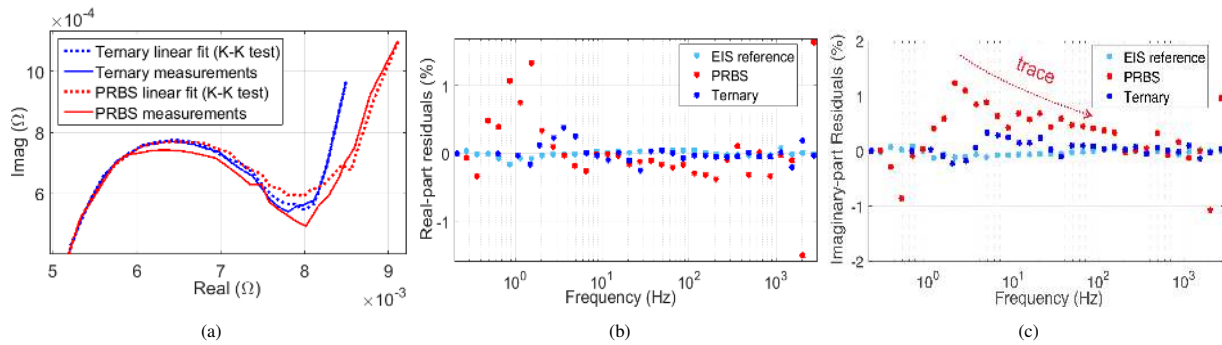 ×10⁻⁴
Imag (Ω)
10
8
6
Ternary linear fit (K-K test)
Ternary measurements
PRBS linear fit (K-K test)
PRBS measurements
5 6 7 8 9
Real (Ω)
×10⁻³
(a)
Real-part residuals (%)
1
0
-1
EIS reference
PRBS
Ternary
10⁰ 10¹ 10² 10³
Frequency (Hz)
(b)
Imaginary-part Residuals (%)
2
1
0
-1
-2
trace
EIS reference
PRBS
Ternary
10⁰ 10¹ 10² 10³
Frequency (Hz)
(c)